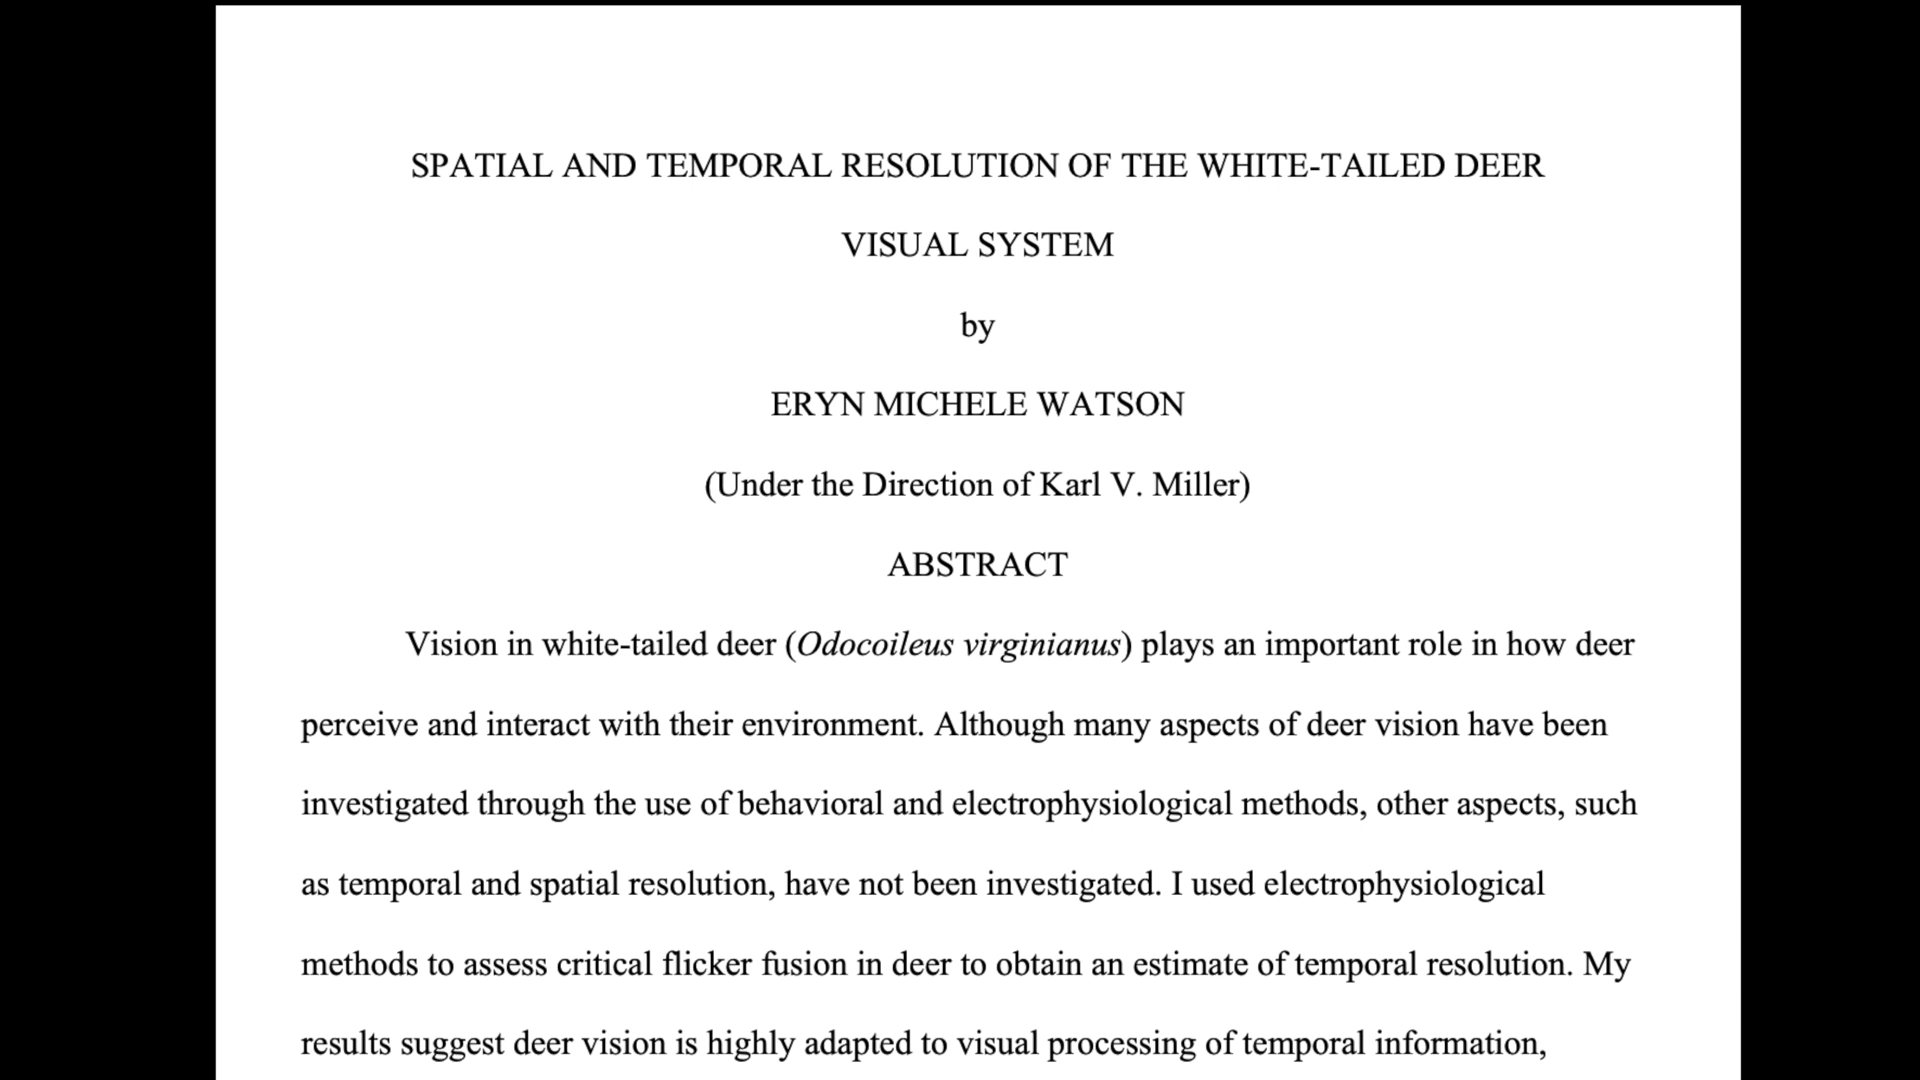 SPATIAL AND TEMPORAL RESOLUTION OF THE WHITE-TAILED DEER
VISUAL SYSTEM
by
ERYN MICHELE WATSON
(Under the Direction of Karl V. Miller)
ABSTRACT
Vision in white-tailed deer (Odocoileus virginianus) plays an important role in how deer
perceive and interact with their environment. Although many aspects of deer vision have been
investigated through the use of behavioral and electrophysiological methods, other aspects, such
as temporal and spatial resolution, have not been investigated. I used electrophysiological
methods to assess critical flicker fusion in deer to obtain an estimate of temporal resolution. My
results suggest deer vision is highly adapted to visual processing of temporal information,